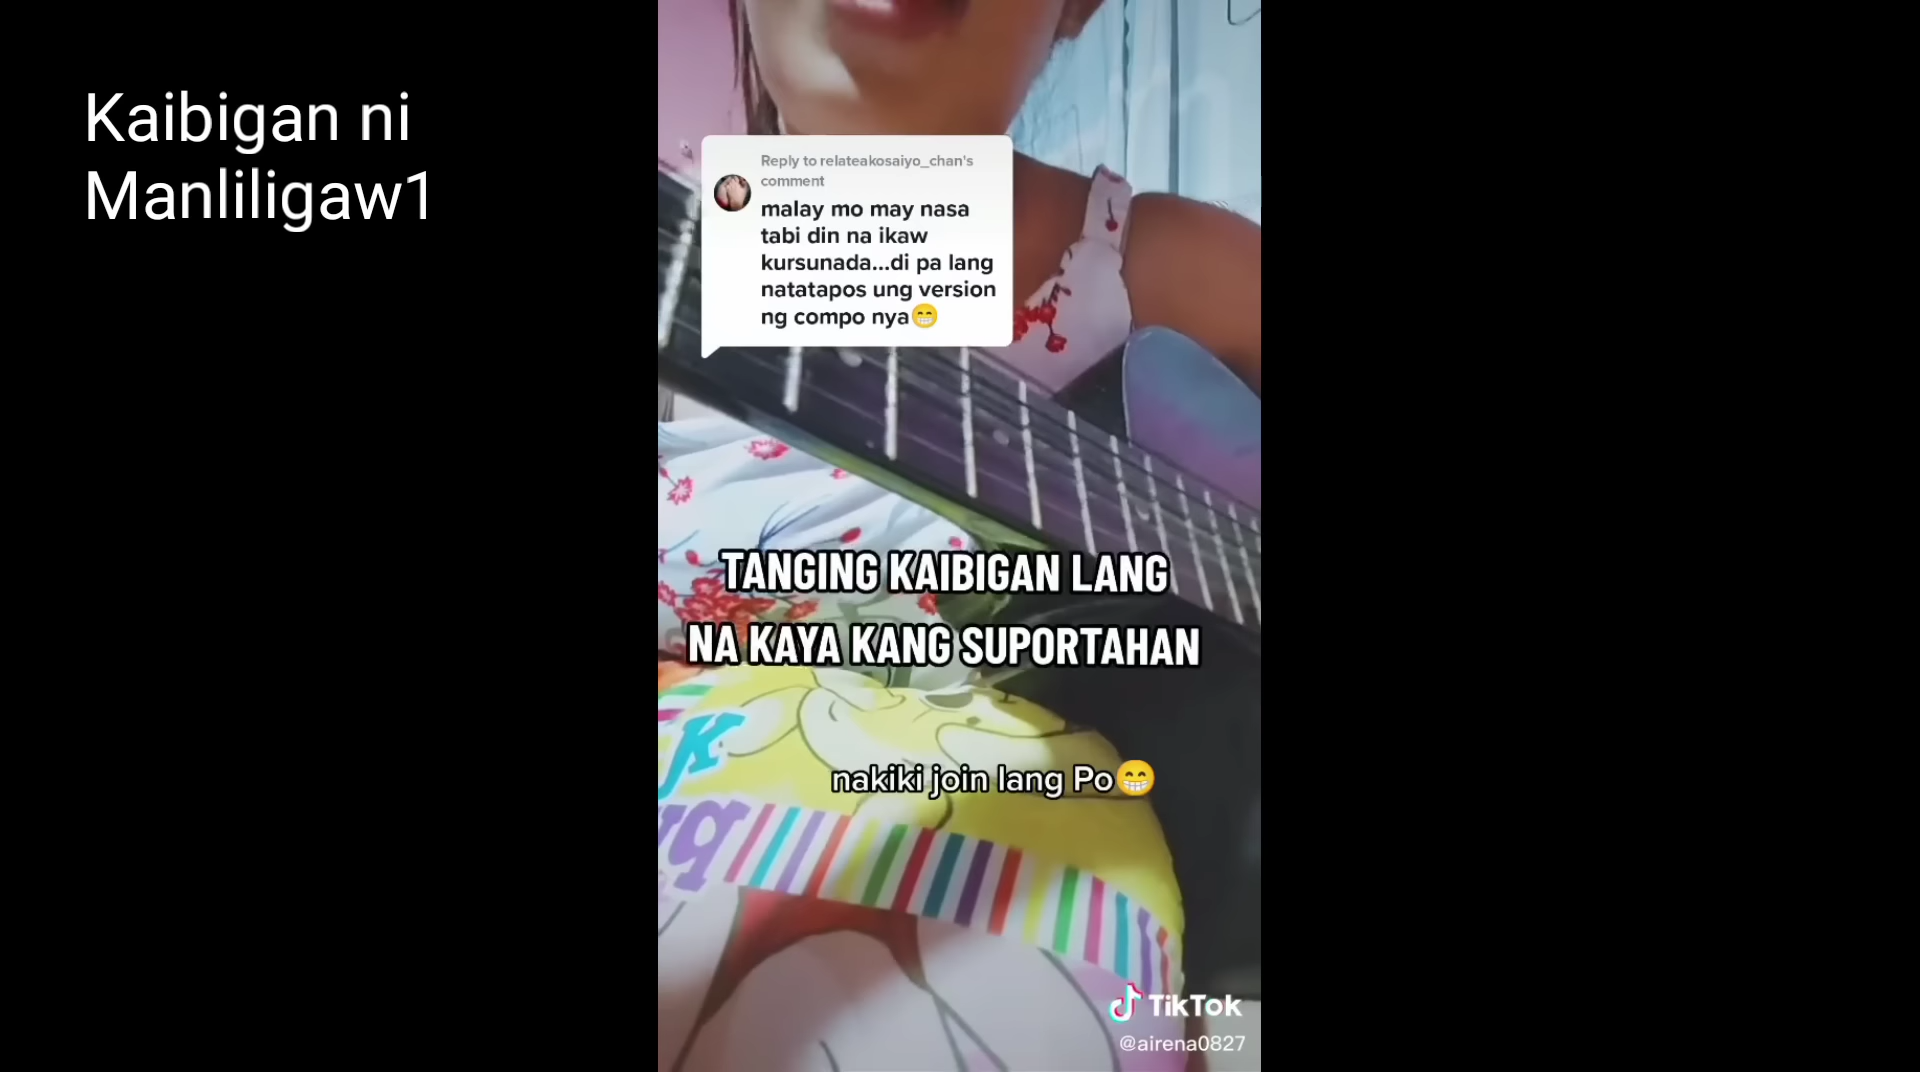 Kaibigan ni
Manliligaw1
Reply to relateakosaiyo_chan's
comment
malay mo may nasa
tabi din na ikaw
kursunada...di pa lang
natatapos ung version
ng compo nya😁
TANGING KAIBIGAN LANG
NA KAYA KANG SUPORTAHAN
nakiki join lang Po😁
TikTok
@airena0827